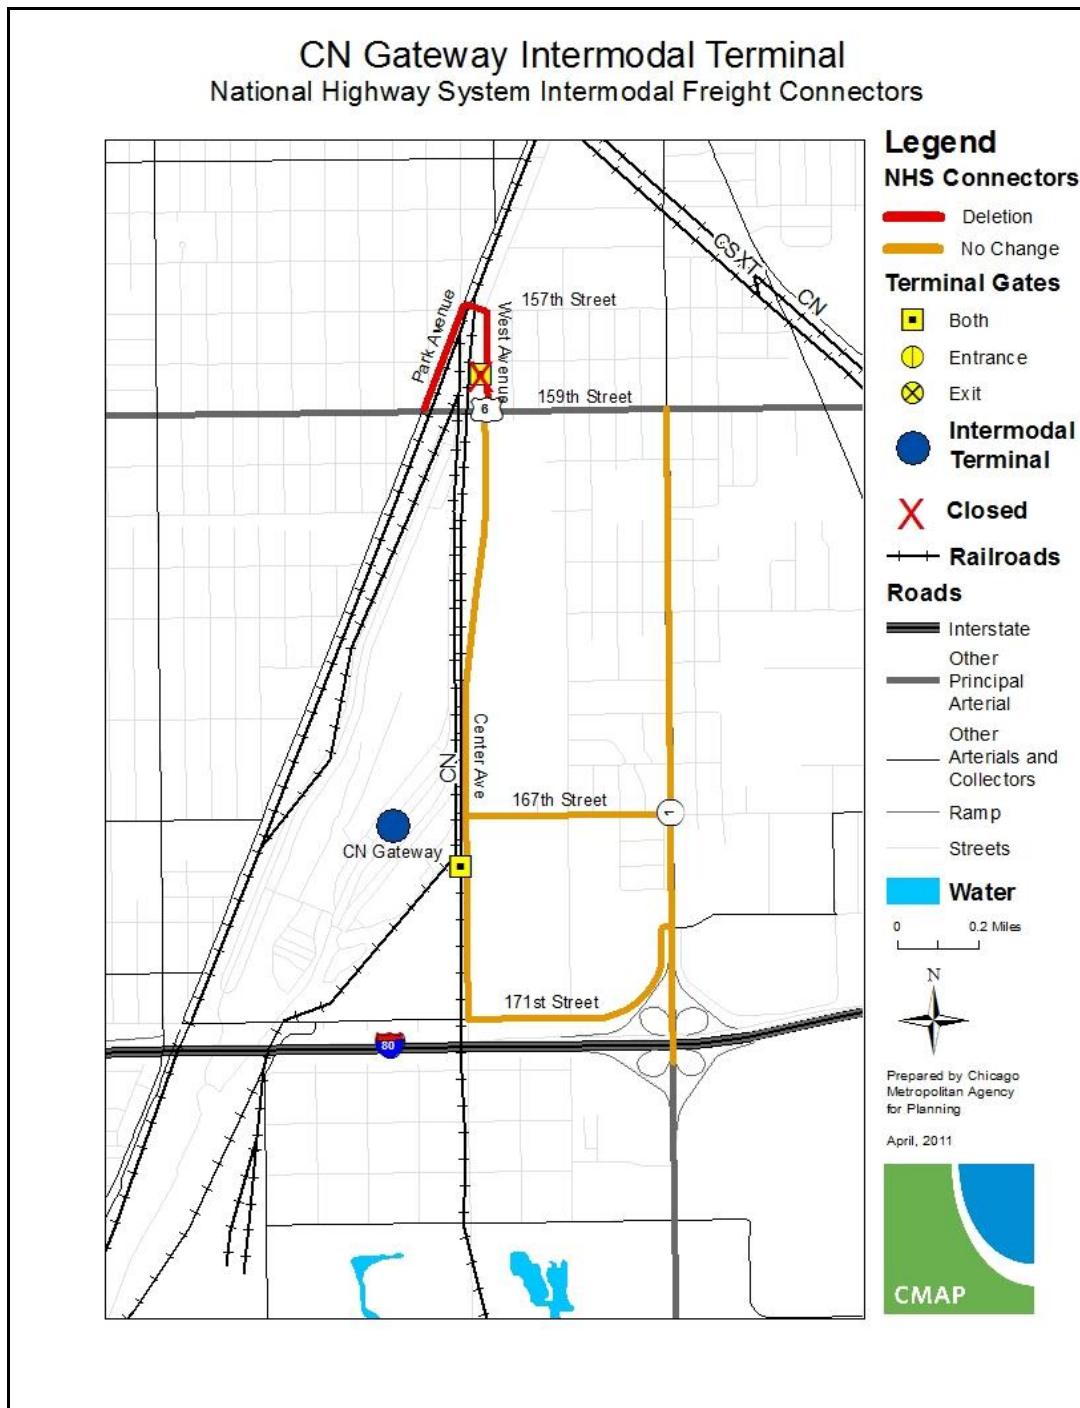 CN Gateway Intermodal Terminal
National Highway System Intermodal Freight Connectors
Legend
NHS Connectors
Deletion
No Change
Terminal Gates
Both
Entrance
Exit
Intermodal
Terminal
Closed
Railroads
Roads
Interstate
Other
Principal
Arterial
Other
Arterials and
Collectors
Ramp
Streets
Water
0 0.2 Miles
N
Prepared by Chicago
Metropolitan Agency
for Planning
April, 2011
CMAP
CSXT
CN
157th Street
Park Avenue
West Avenue
159th Street
6
Center Ave
CN
167th Street
1
CN Gateway
171st Street
80